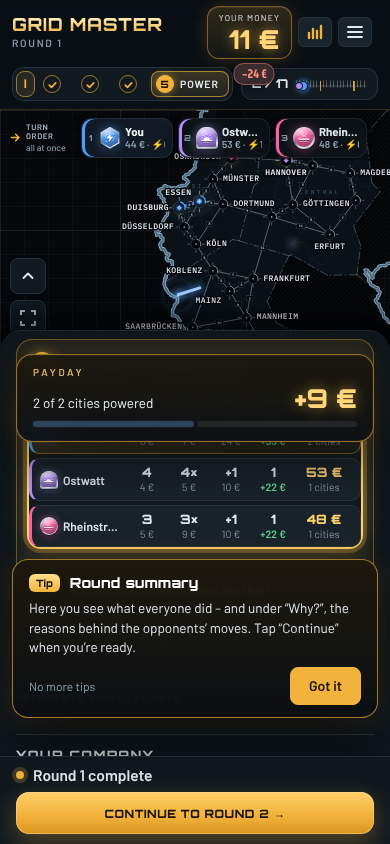 GRID MASTER
ROUND 1
YOUR MONEY
11 €
-24 €
5 POWER
17
TURN ORDER
all at once
1 You
44 € · ⚡
2 Ostw...
53 € · ⚡1
3 Rhein...
48 € · ⚡
MÜNSTER
HANNOVER
MAGDEB
ESSEN
DUISBURG
DORTMUND
GÖTTINGEN
CENTRAL
DÜSSELDORF
KÖLN
ERFURT
KOBLENZ
FRANKFURT
MAINZ
MANNHEIM
SAARBRÜCKEN
PAYDAY
2 of 2 cities powered
+9 €
Ostwatt 4 4x +1 1 53 €
4 € 5 € 10 € +22 € 1 cities
Rheinstr... 3 3x +1 1 48 €
5 € 9 € 10 € +22 € 1 cities
Tip Round summary
Here you see what everyone did – and under “Why?”, the
reasons behind the opponents’ moves. Tap “Continue”
when you’re ready.
No more tips
Got it
YOUR COMPANY
Round 1 complete
CONTINUE TO ROUND 2 →